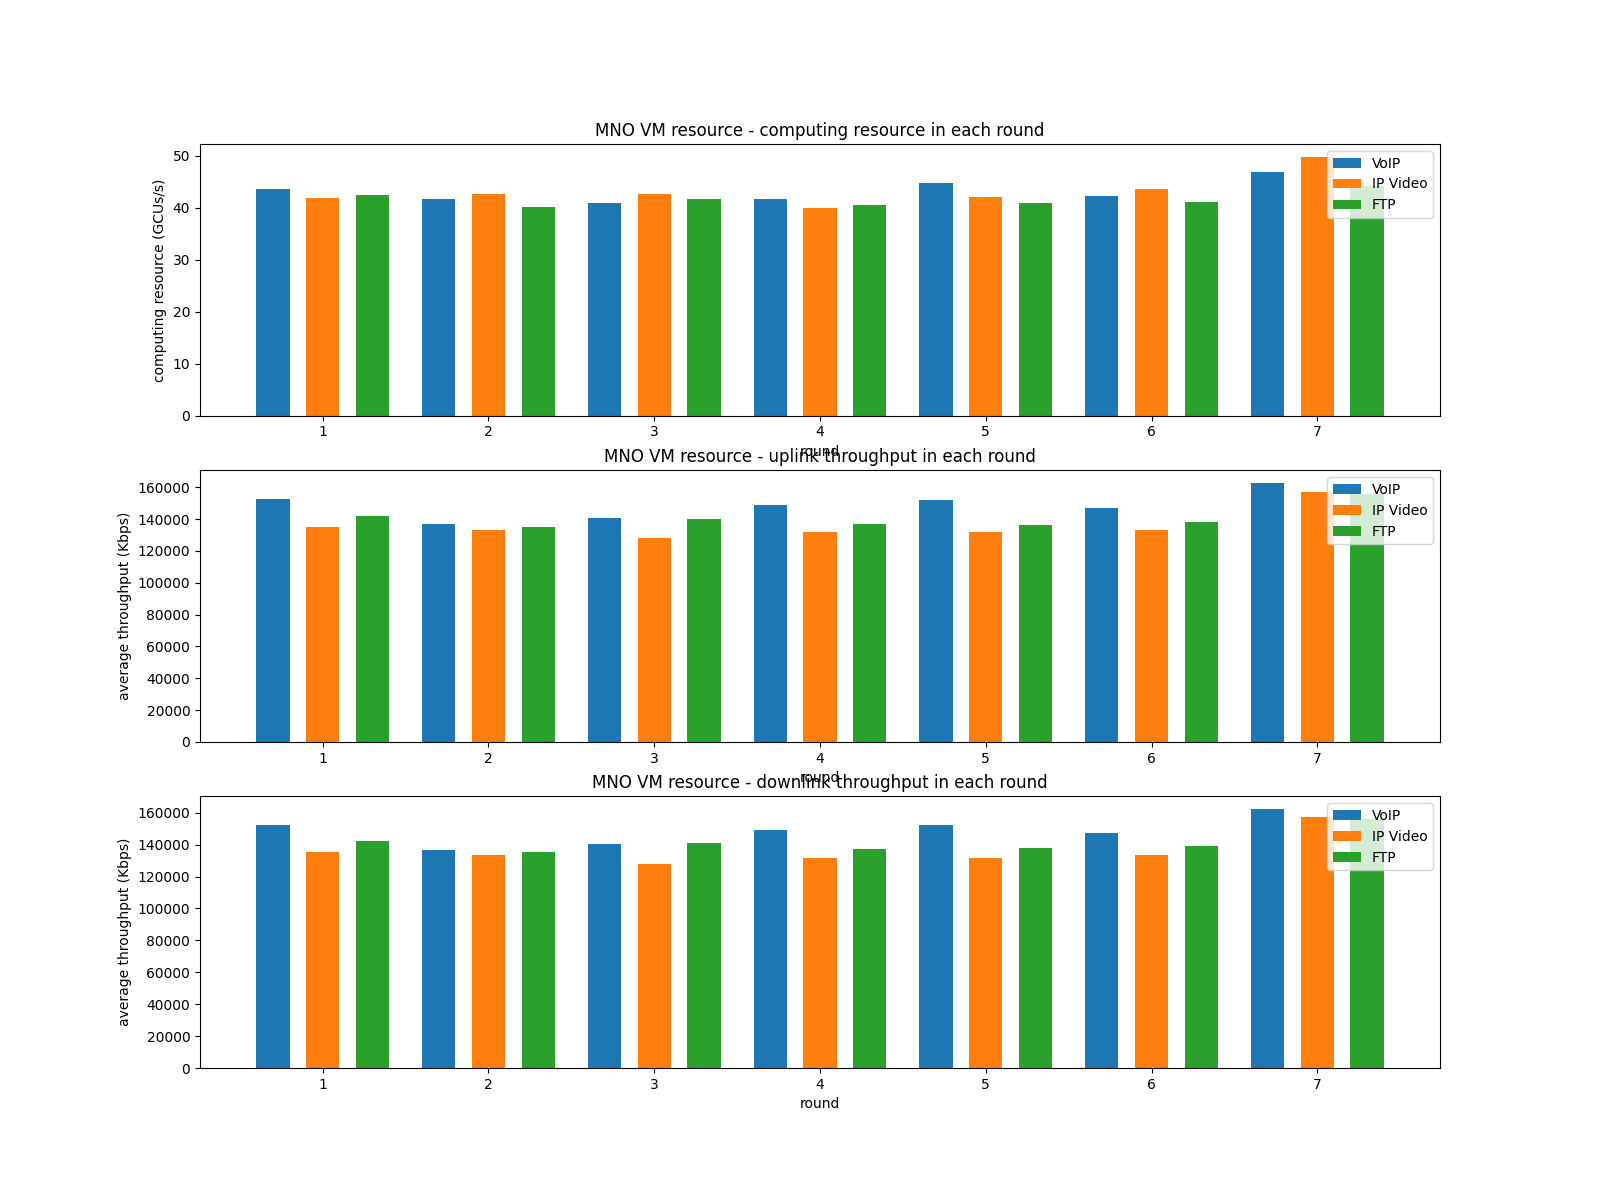 MNO VM resource - computing resource in each round
computing resource (GCUs/s)
50
40
30
20
10
0
VoIP
IP Video
FTP
1 2 3 4 5 6 7
round
MNO VM resource - uplink throughput in each round
average throughput (Kbps)
160000
140000
120000
100000
80000
60000
40000
20000
0
VoIP
IP Video
FTP
1 2 3 4 5 6 7
round
MNO VM resource - downlink throughput in each round
average throughput (Kbps)
160000
140000
120000
100000
80000
60000
40000
20000
0
VoIP
IP Video
FTP
1 2 3 4 5 6 7
round